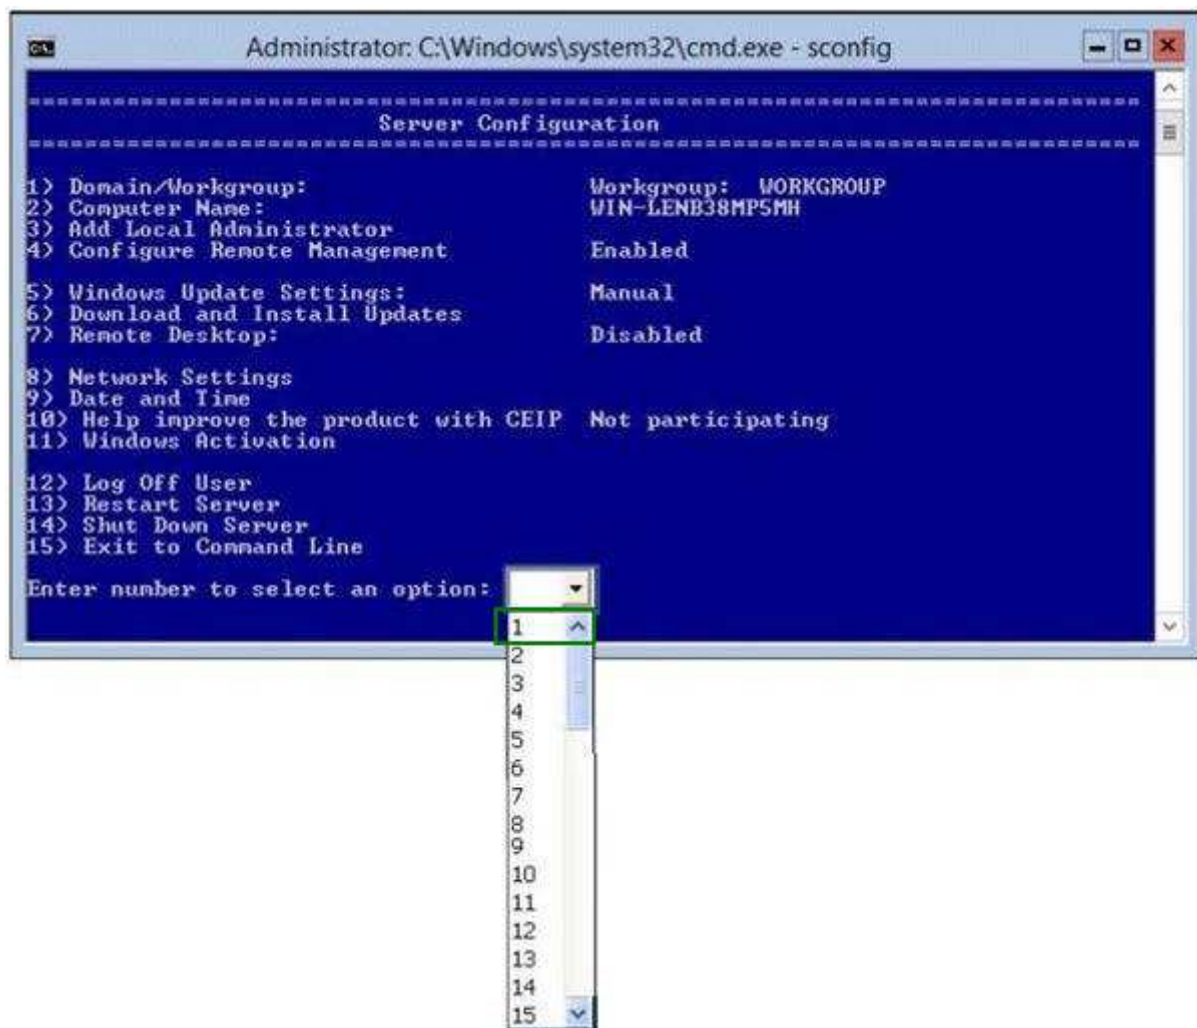 Administrator: C:\Windows\system32\cmd.exe - sconfig
Server Configuration
1) Domain/Workgroup: Workgroup: WORKGROUP
2) Computer Name: WIN-LENB38MP5MH
3) Add Local Administrator
4) Configure Remote Management Enabled
5) Windows Update Settings: Manual
6) Download and Install Updates
7) Remote Desktop: Disabled
8) Network Settings
9) Date and Time
10) Help improve the product with CEIP Not participating
11) Windows Activation
12) Log Off User
13) Restart Server
14) Shut Down Server
15) Exit to Command Line
Enter number to select an option:
1
2
3
4
5
6
7
8
9
10
11
12
13
14
15